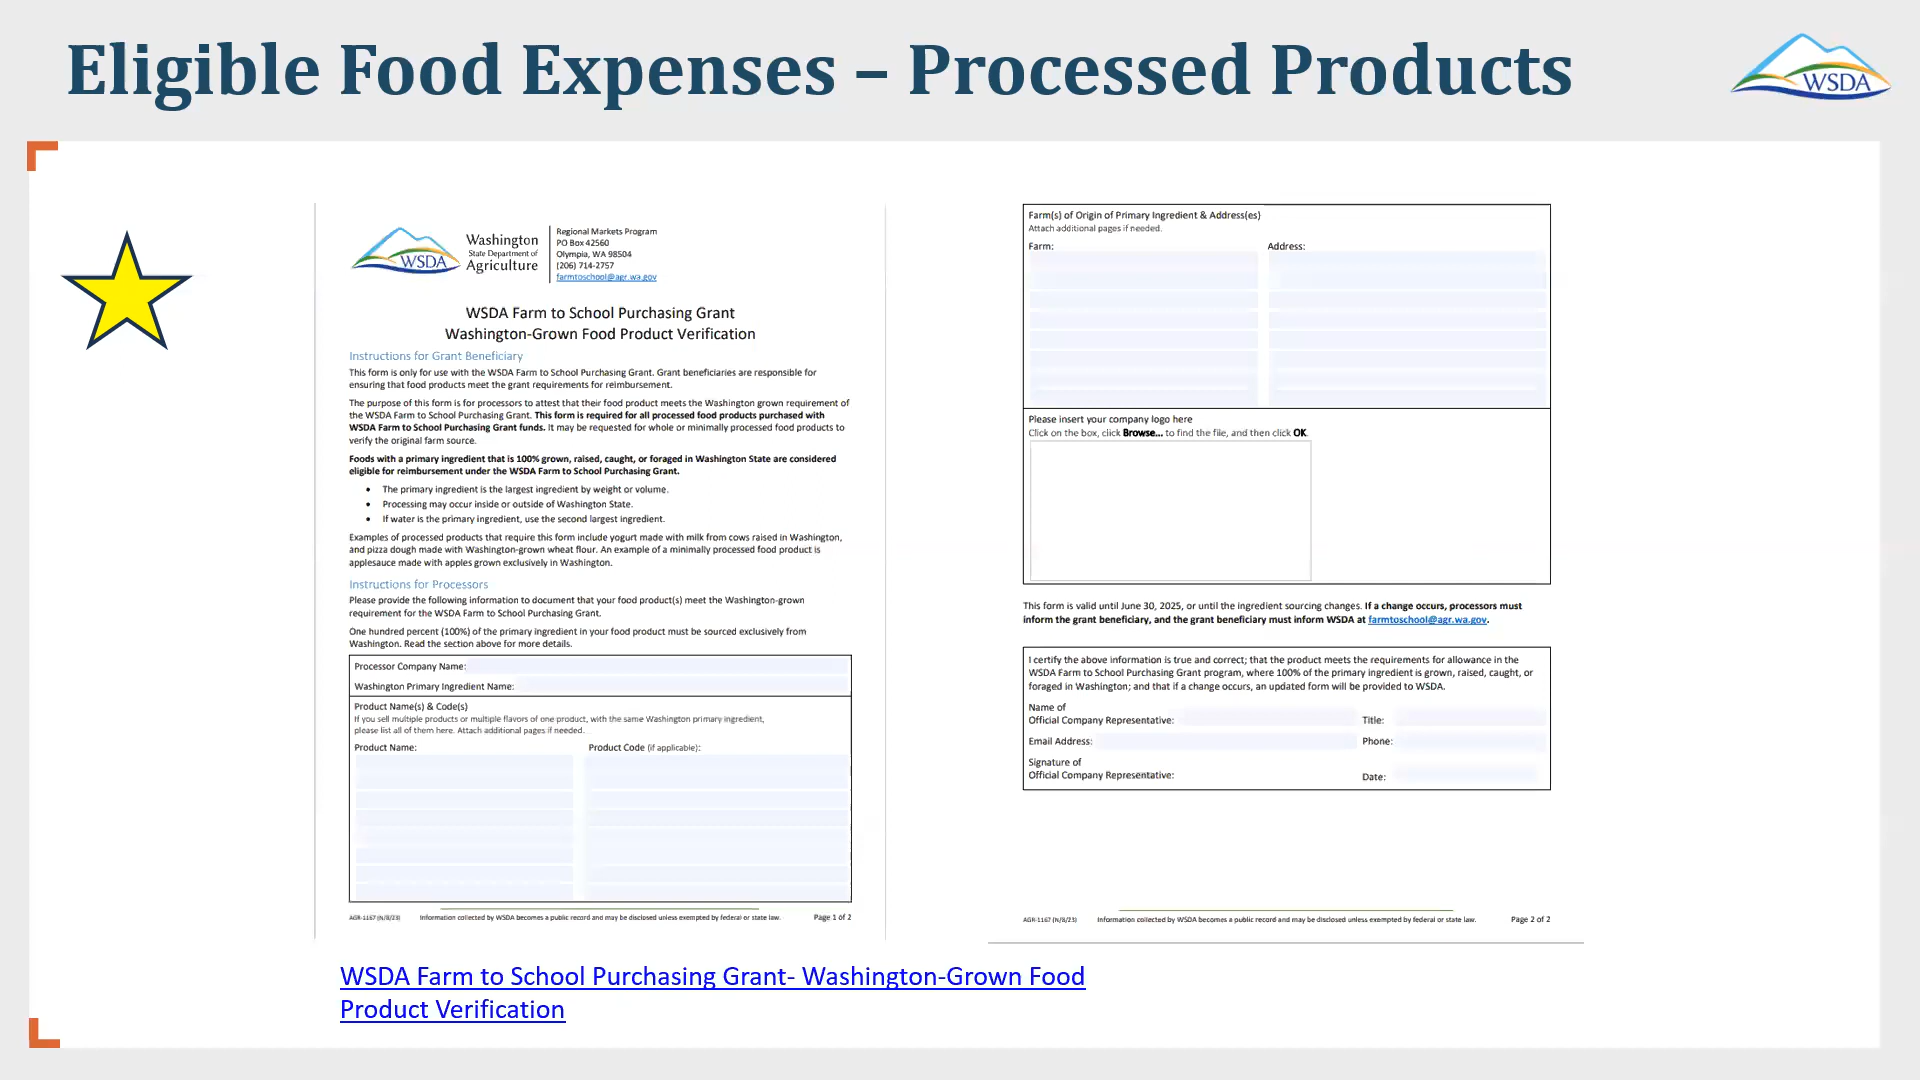 Eligible Food Expenses – Processed Products
WSDA
WSDA
Washington
State Department of
Agriculture
Regional Markets Program
PO Box 42560
Olympia, WA 98504
(206) 714-2757
farmtoschool@agr.wa.gov
WSDA Farm to School Purchasing Grant
Washington-Grown Food Product Verification
Instructions for Grant Beneficiary
This form is only for use with the WSDA Farm to School Purchasing Grant. Grant beneficiaries are responsible for
ensuring that food products meet the grant requirements for reimbursement.
The purpose of this form is for processors to attest that their food product meets the Washington grown requirement of
the WSDA Farm to School Purchasing Grant. This form is required for all processed food products purchased with
WSDA Farm to School Purchasing Grant funds. It may be requested for whole or minimally processed food products to
verify the original farm source.
Foods with a primary ingredient that is 100% grown, raised, caught, or foraged in Washington State are considered
eligible for reimbursement under the WSDA Farm to School Purchasing Grant.
• The primary ingredient is the largest ingredient by weight or volume.
• Processing may occur inside or outside of Washington State.
• If water is the primary ingredient, use the second largest ingredient.
Examples of processed products that require this form include yogurt made with milk from cows raised in Washington,
and pizza dough made with Washington-grown wheat flour. An example of a minimally processed food product is
applesauce made with apples grown exclusively in Washington.
Instructions for Processors
Please provide the following information to document that your food product(s) meet the Washington-grown
requirement for the WSDA Farm to School Purchasing Grant.
One hundred percent (100%) of the primary ingredient in your food product must be sourced exclusively from
Washington. Read the section above for more details.
Processor Company Name:
Washington Primary Ingredient Name:
Product Name(s) & Code(s)
If you sell multiple products or multiple flavors of one product, with the same Washington primary ingredient,
please list all of them here. Attach additional pages if needed.
Product Name: Product Code (if applicable):
AGR-1167 (N/8/23) Information collected by WSDA becomes a public record and may be disclosed unless exempted by federal or state law. Page 1 of 2
Farm(s) of Origin of Primary Ingredient & Address(es)
Attach additional pages if needed.
Farm: Address:
Please insert your company logo here
Click on the box, click Browse... to find the file, and then click OK.
This form is valid until June 30, 2025, or until the ingredient sourcing changes. If a change occurs, processors must
inform the grant beneficiary, and the grant beneficiary must inform WSDA at farmtoschool@agr.wa.gov.
I certify the above information is true and correct; that the product meets the requirements for allowance in the
WSDA Farm to School Purchasing Grant program, where 100% of the primary ingredient is grown, raised, caught, or
foraged in Washington; and that if a change occurs, an updated form will be provided to WSDA.
Name of
Official Company Representative: Title:
Email Address: Phone:
Signature of
Official Company Representative: Date:
AGR-1167 (N/8/23) Information collected by WSDA becomes a public record and may be disclosed unless exempted by federal or state law. Page 2 of 2
WSDA Farm to School Purchasing Grant- Washington-Grown Food
Product Verification